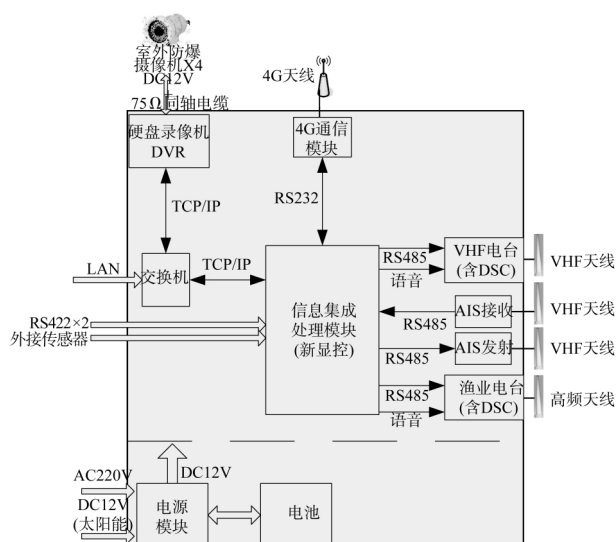 室外防爆
摄像机X4
DC12V
75Ω同轴电缆
4G天线
硬盘录像机
DVR
4G通信
模块
TCP/IP
RS232
LAN
交换机
TCP/IP
RS422×2
外接传感器
信息集成
处理模块
(新显控)
RS485
语音
VHF电台
(含DSC)
VHF天线
RS485
AIS接收
VHF天线
RS485
AIS发射
VHF天线
RS485
语音
渔业电台
(含DSC)
高频天线
DC12V
AC220V
DC12V
(太阳能)
电源
模块
电池